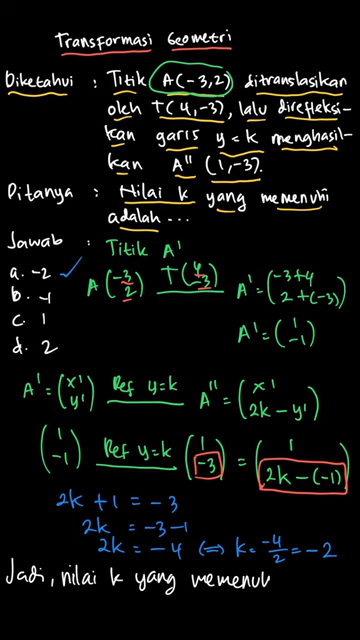 Transformasi Geometri
Diketahui : Titik A(-3,2) ditranslasikan
oleh T(4,-3), lalu direfleksi
kan garis y=k menghasil-
kan A" (1,-3).
Ditanya : Nilai k yang memenuhi
adalah ...
Jawab : Titik A'
a. -2 ✓
b. -1
c. 1
d. 2
A(-3 2) T(4 -3) A' = (-3+4 2+(-3))
A' = (1 -1)
A' = (x' y') Ref y=k A" = (x' 2k-y')
(1 -1) Ref y=k (1 -3) = (1 2k-(-1))
2k+1 = -3
2k = -3-1
2k = -4 ⟺ k = -4/2 = -2
Jadi, nilai k yang memenuh